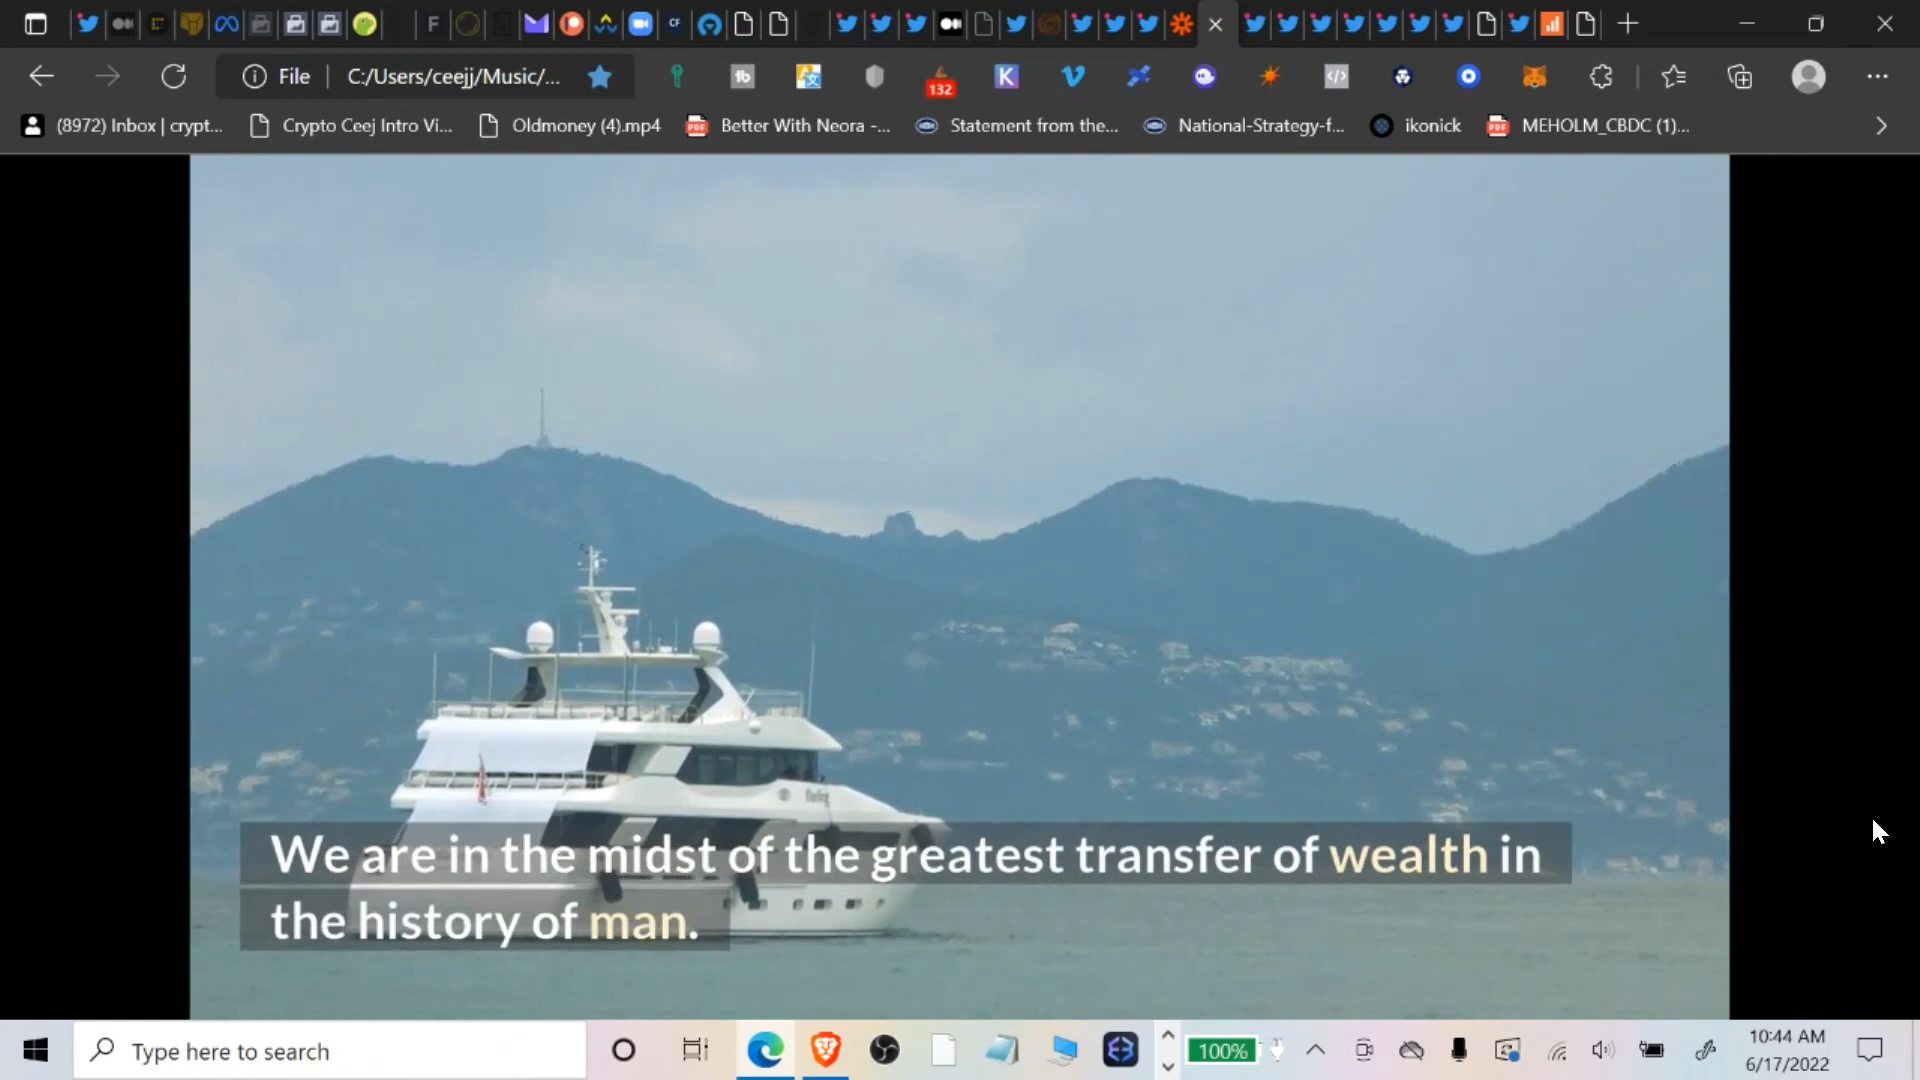 File
C:/Users/ceejj/Music/...
132
(8972) Inbox | crypt...
Crypto Ceej Intro Vi...
Oldmoney (4).mp4
Better With Neora -...
Statement from the...
National-Strategy-f...
ikonick
MEHOLM_CBDC (1)...
We are in the midst of the greatest transfer of wealth in
the history of man.
Type here to search
100%
10:44 AM
6/17/2022